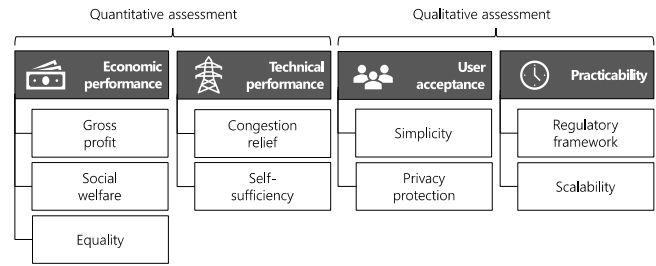 Quantitative assessment
Qualitative assessment
Economic
performance
Technical
performance
User
acceptance
Practicability
Gross
profit
Social
welfare
Equality
Congestion
relief
Self-
sufficiency
Simplicity
Privacy
protection
Regulatory
framework
Scalability